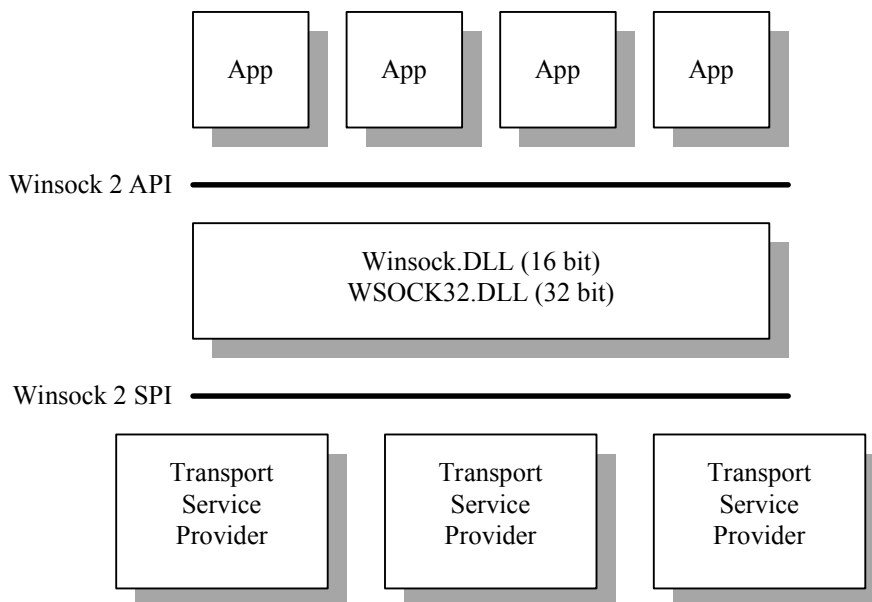 App
App
App
App
Winsock 2 API
Winsock.DLL (16 bit)
WSOCK32.DLL (32 bit)
Winsock 2 SPI
Transport
Service
Provider
Transport
Service
Provider
Transport
Service
Provider